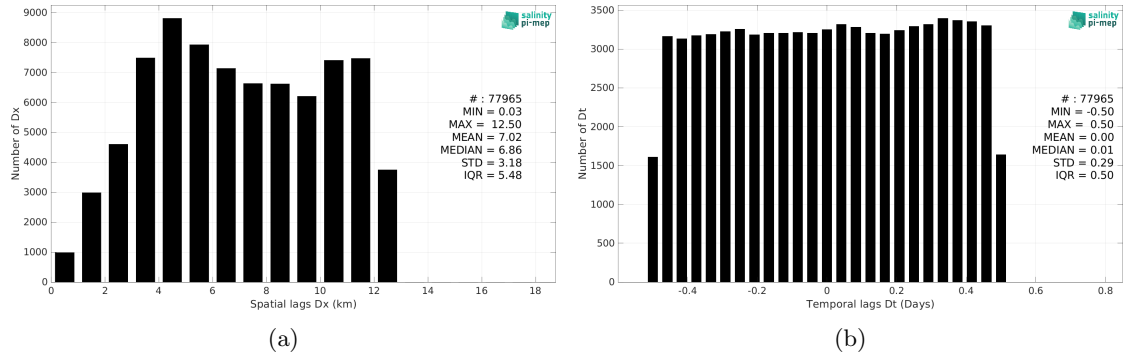 9000
8000
7000
6000
5000
4000
3000
2000
1000
0
Number of Dx
salinity
pi-mep
# : 77965
MIN = 0.03
MAX = 12.50
MEAN = 7.02
MEDIAN = 6.86
STD = 3.18
IQR = 5.48
0 2 4 6 8 10 12 14 16 18
Spatial lags Dx (km)
(a)
3500
3000
2500
2000
1500
1000
500
0
Number of Dt
salinity
pi-mep
# : 77965
MIN = -0.50
MAX = 0.50
MEAN = 0.00
MEDIAN = 0.01
STD = 0.29
IQR = 0.50
-0.4 -0.2 0 0.2 0.4 0.6 0.8
Temporal lags Dt (Days)
(b)